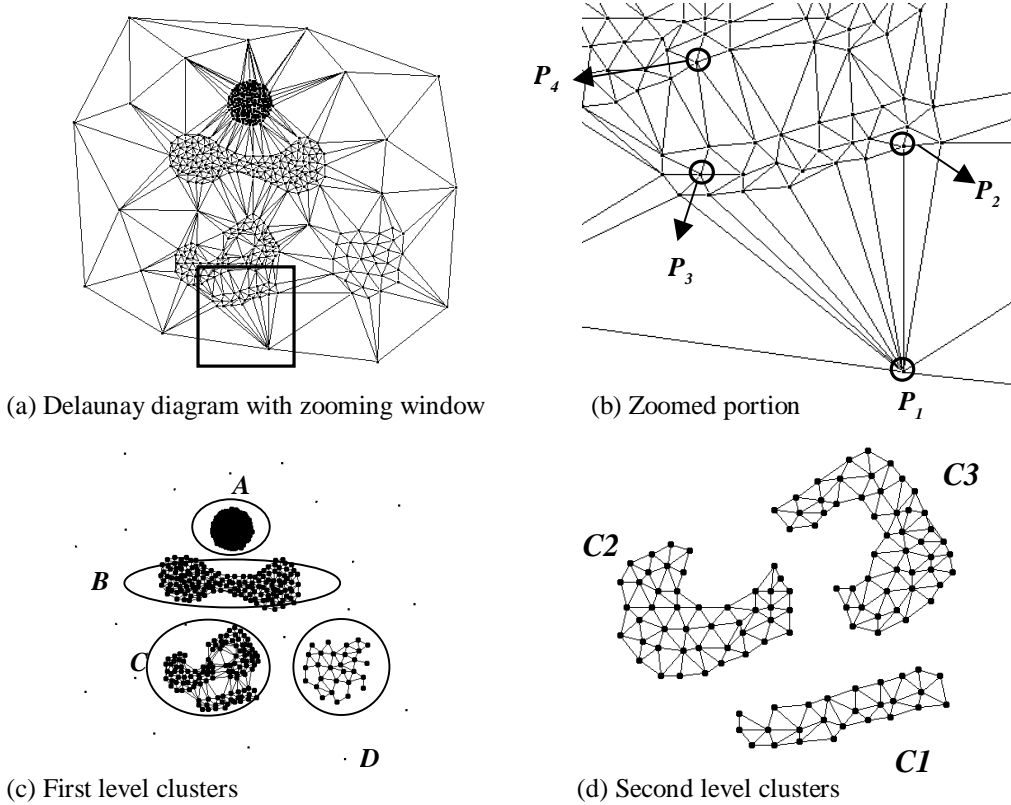 P4
P2
P3
P1
(a) Delaunay diagram with zooming window
(b) Zoomed portion
A
B
C
D
C3
C2
C1
(c) First level clusters
(d) Second level clusters